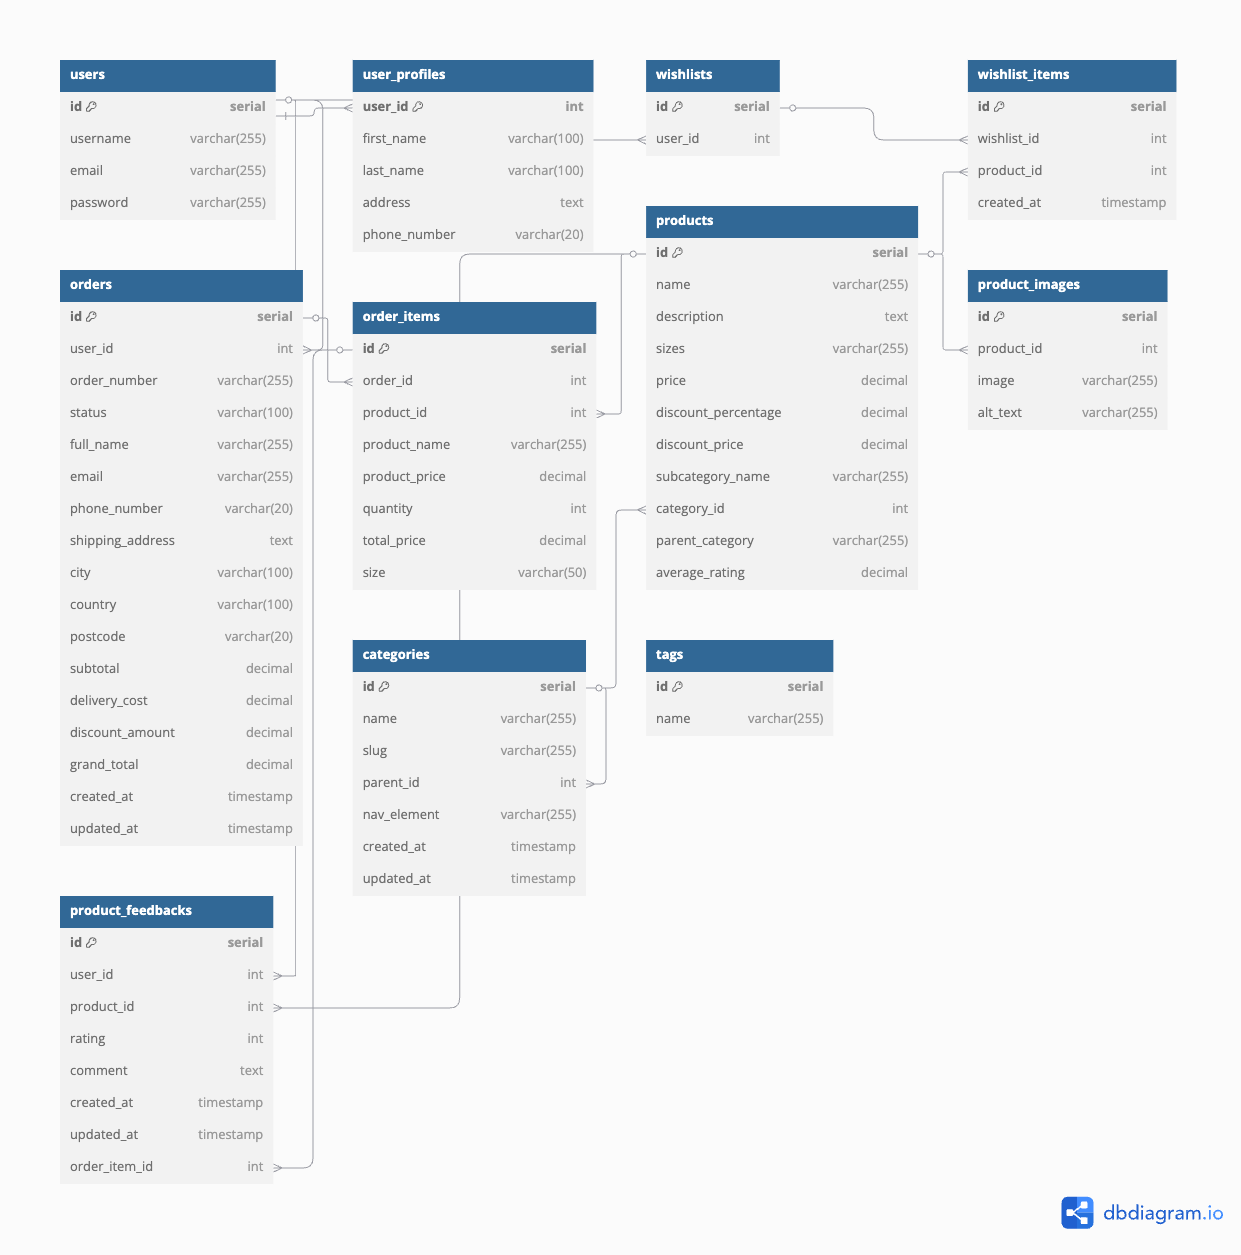 users
id serial
username varchar(255)
email varchar(255)
password varchar(255)
user_profiles
user_id int
first_name varchar(100)
last_name varchar(100)
address text
phone_number varchar(20)
wishlists
id serial
user_id int
wishlist_items
id serial
wishlist_id int
product_id int
created_at timestamp
products
id serial
name varchar(255)
description text
sizes varchar(255)
price decimal
discount_percentage decimal
discount_price decimal
subcategory_name varchar(255)
category_id int
parent_category varchar(255)
average_rating decimal
orders
id serial
user_id int
order_number varchar(255)
status varchar(100)
full_name varchar(255)
email varchar(255)
phone_number varchar(20)
shipping_address text
city varchar(100)
country varchar(100)
postcode varchar(20)
subtotal decimal
delivery_cost decimal
discount_amount decimal
grand_total decimal
created_at timestamp
updated_at timestamp
order_items
id serial
order_id int
product_id int
product_name varchar(255)
product_price decimal
quantity int
total_price decimal
size varchar(50)
product_images
id serial
product_id int
image varchar(255)
alt_text varchar(255)
categories
id serial
name varchar(255)
slug varchar(255)
parent_id int
nav_element varchar(255)
created_at timestamp
updated_at timestamp
tags
id serial
name varchar(255)
product_feedbacks
id serial
user_id int
product_id int
rating int
comment text
created_at timestamp
updated_at timestamp
order_item_id int
dbdiagram.io